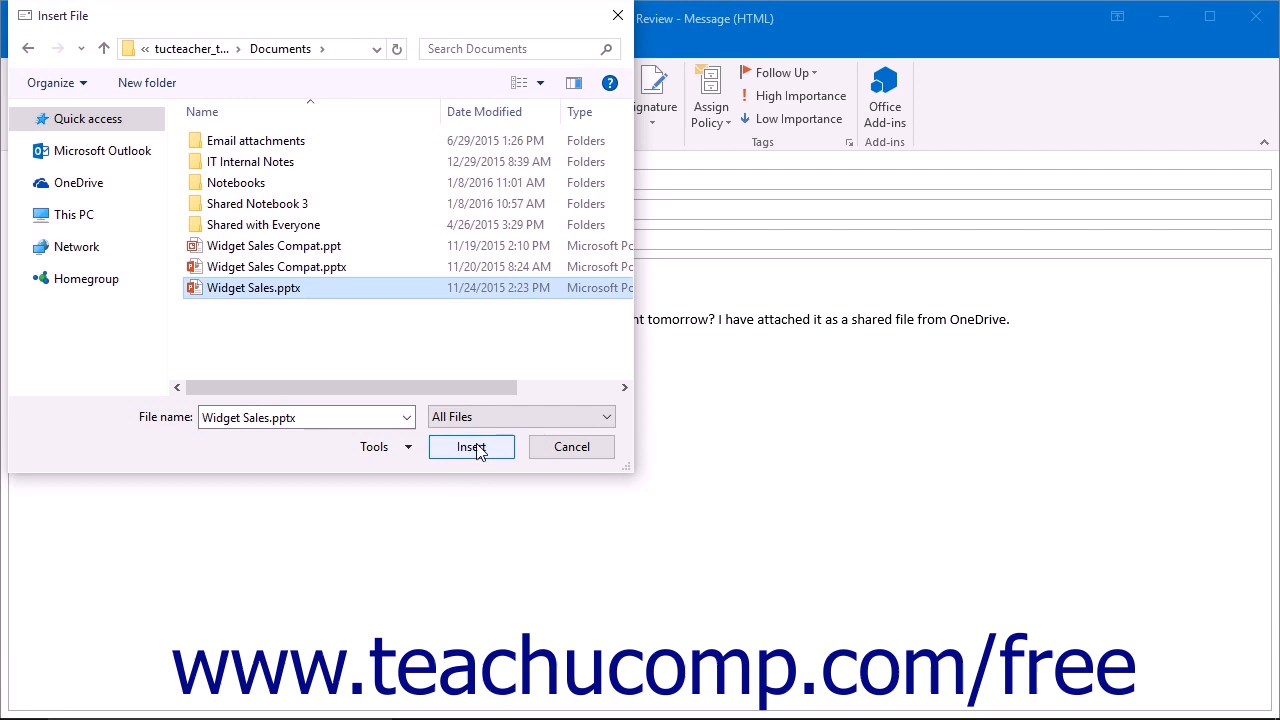 Insert File
Review - Message (HTML)
« tucteacher_t... › Documents ›
Search Documents
Organize
New folder
Quick access
Microsoft Outlook
OneDrive
This PC
Network
Homegroup
Name Date Modified Type
Email attachments 6/29/2015 1:26 PM Folders
IT Internal Notes 12/29/2015 8:39 AM Folders
Notebooks 1/8/2016 11:01 AM Folders
Shared Notebook 3 1/8/2016 10:57 AM Folders
Shared with Everyone 4/26/2015 3:29 PM Folders
Widget Sales Compat.ppt 11/19/2015 2:10 PM Microsoft Pc
Widget Sales Compat.pptx 11/20/2015 8:24 AM Microsoft Pc
Widget Sales.pptx 11/24/2015 2:23 PM Microsoft Pc
File name: Widget Sales.pptx All Files
Tools Insert Cancel
ignature
Assign
Policy
Follow Up
High Importance
Low Importance
Tags
Office
Add-ins
Add-ins
nt tomorrow? I have attached it as a shared file from OneDrive.
www.teachucomp.com/free